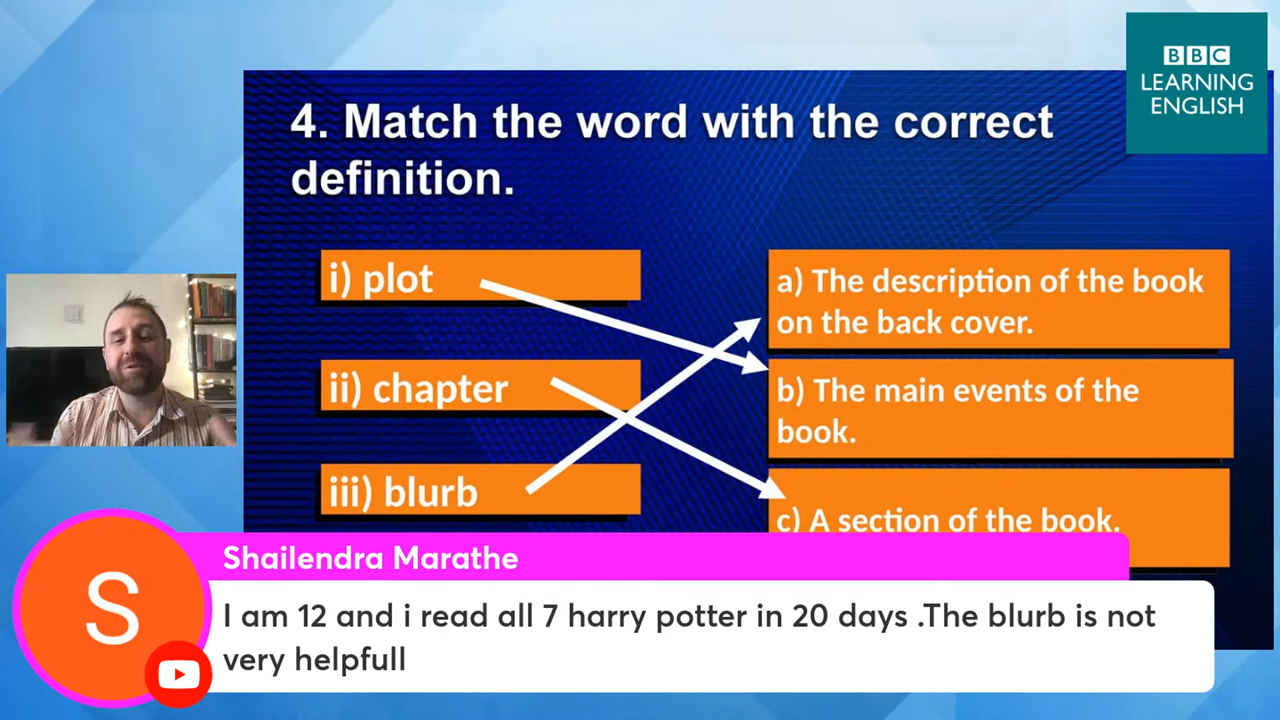 BBC
LEARNING
ENGLISH
4. Match the word with the correct
definition.
i) plot
ii) chapter
iii) blurb
a) The description of the book
on the back cover.
b) The main events of the
book.
c) A section of the book.
S
Shailendra Marathe
I am 12 and i read all 7 harry potter in 20 days .The blurb is not
very helpfull